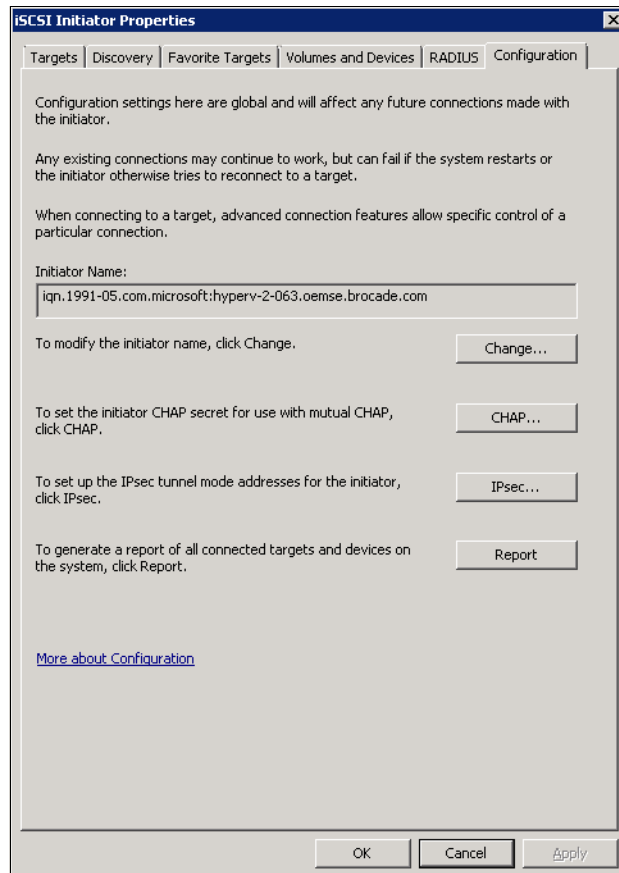 iSCSI Initiator Properties
Targets Discovery Favorite Targets Volumes and Devices RADIUS Configuration
Configuration settings here are global and will affect any future connections made with
the initiator.
Any existing connections may continue to work, but can fail if the system restarts or
the initiator otherwise tries to reconnect to a target.
When connecting to a target, advanced connection features allow specific control of a
particular connection.
Initiator Name:
iqn.1991-05.com.microsoft:hyperv-2-063.oemse.brocade.com
To modify the initiator name, click Change.
Change...
To set the initiator CHAP secret for use with mutual CHAP,
click CHAP.
CHAP...
To set up the IPsec tunnel mode addresses for the initiator,
click IPsec.
IPsec...
To generate a report of all connected targets and devices on
the system, click Report.
Report
More about Configuration
OK Cancel Apply